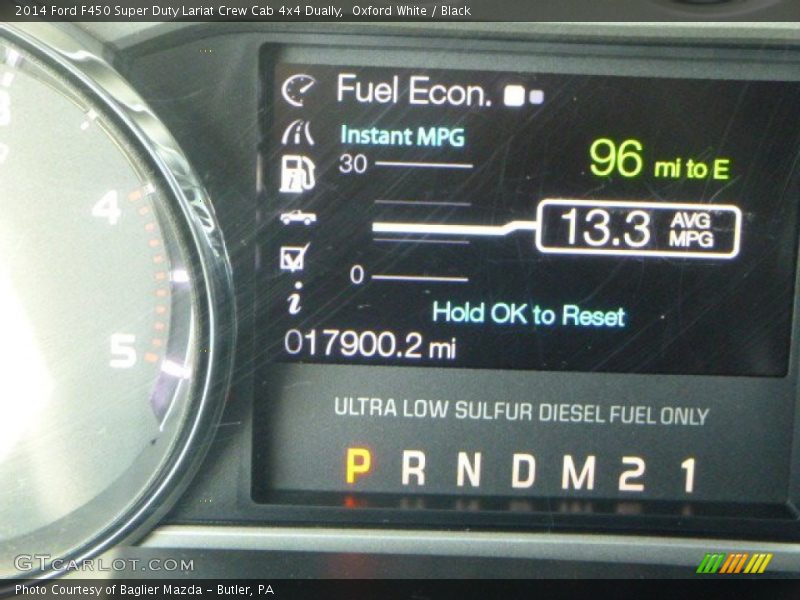 2014 Ford F450 Super Duty Lariat Crew Cab 4x4 Dually, Oxford White / Black
Fuel Econ.
Instant MPG
30
96 mi to E
4
13.3 AVG MPG
0
Hold OK to Reset
017900.2 mi
5
ULTRA LOW SULFUR DIESEL FUEL ONLY
P R N D M 2 1
GTCARLOT.COM
Photo Courtesy of Baglier Mazda - Butler, PA